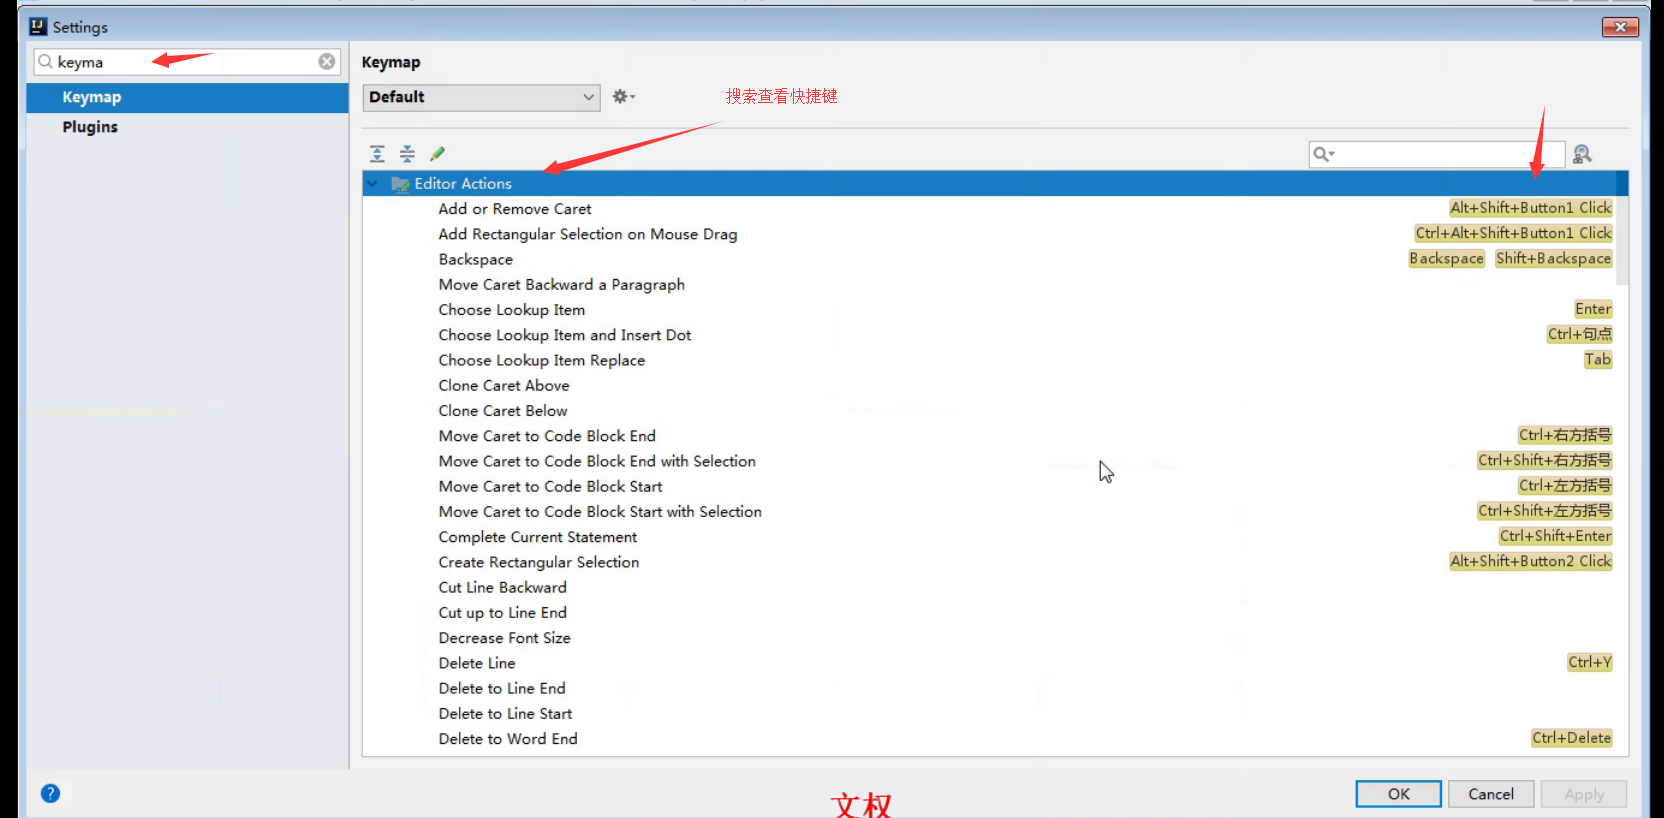 Settings
keyma
Keymap
Plugins
Keymap
Default
搜索查看快捷键
Editor Actions
Add or Remove Caret Alt+Shift+Button1 Click
Add Rectangular Selection on Mouse Drag Ctrl+Alt+Shift+Button1 Click
Backspace Backspace Shift+Backspace
Move Caret Backward a Paragraph
Choose Lookup Item Enter
Choose Lookup Item and Insert Dot Ctrl+句点
Choose Lookup Item Replace Tab
Clone Caret Above
Clone Caret Below
Move Caret to Code Block End Ctrl+右方括号
Move Caret to Code Block End with Selection Ctrl+Shift+右方括号
Move Caret to Code Block Start Ctrl+左方括号
Move Caret to Code Block Start with Selection Ctrl+Shift+左方括号
Complete Current Statement Ctrl+Shift+Enter
Create Rectangular Selection Alt+Shift+Button2 Click
Cut Line Backward
Cut up to Line End
Decrease Font Size
Delete Line Ctrl+Y
Delete to Line End
Delete to Line Start
Delete to Word End Ctrl+Delete
OK Cancel Apply
文权